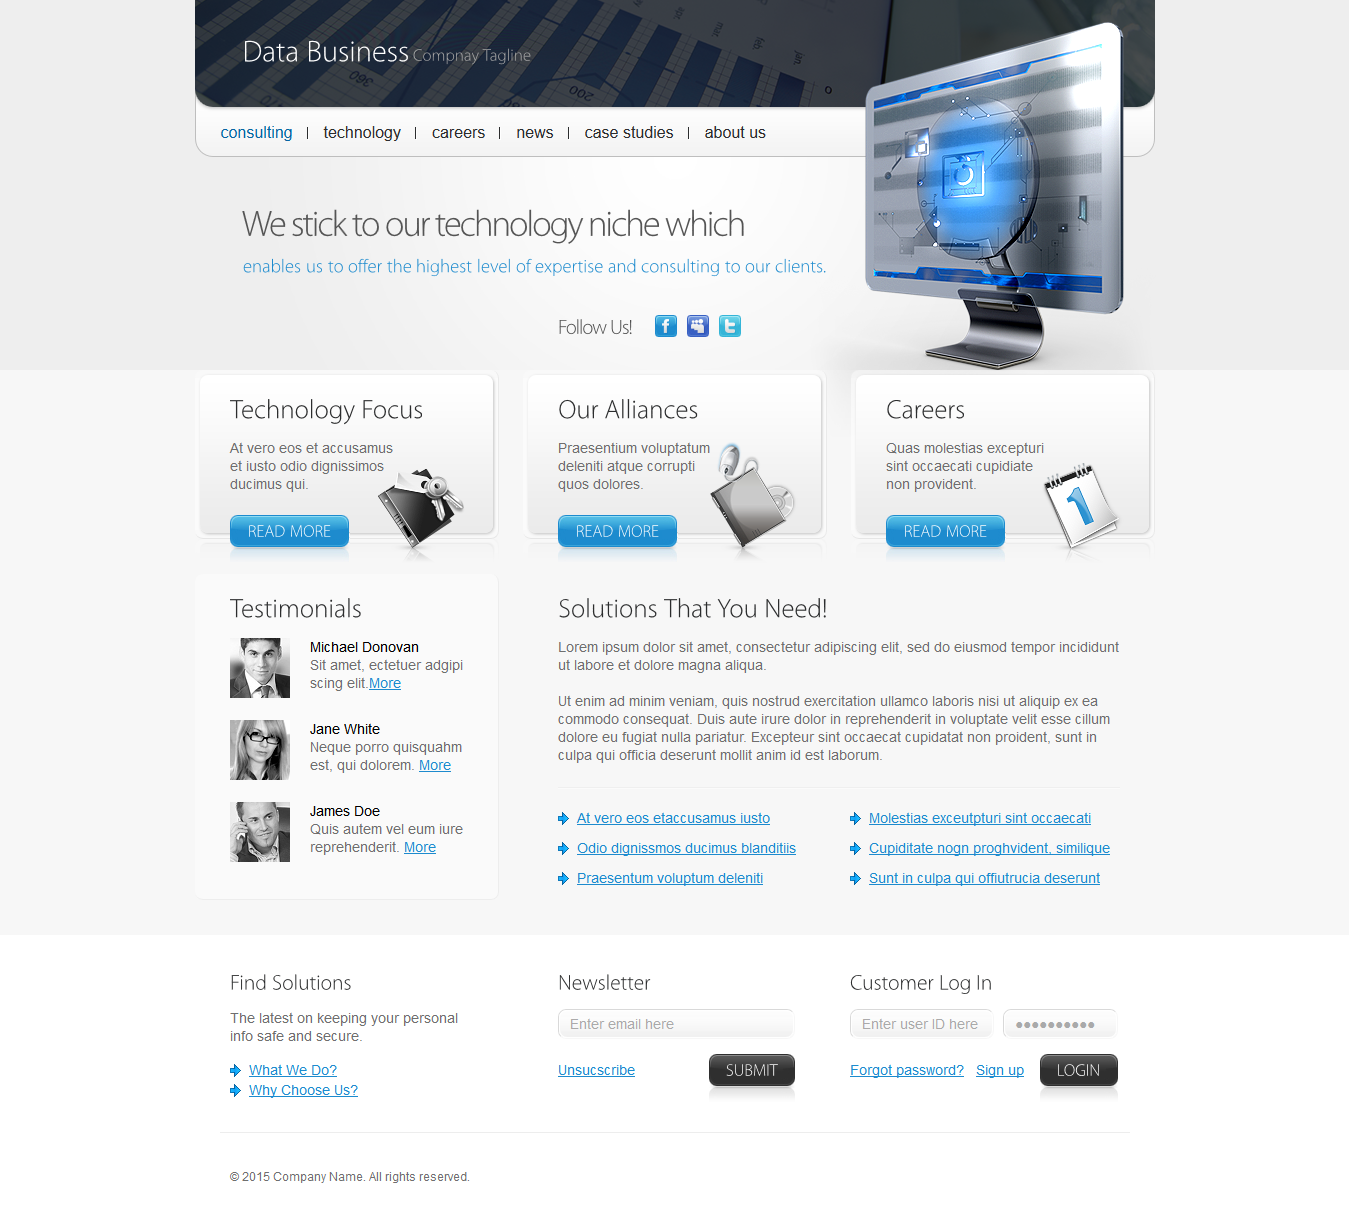 Data Business Compnay Tagline
consulting | technology | careers | news | case studies | about us
We stick to our technology niche which
enables us to offer the highest level of expertise and consulting to our clients.
Follow Us!
Technology Focus
At vero eos et accusamus
et iusto odio dignissimos
ducimus qui.
READ MORE
Our Alliances
Praesentium voluptatum
deleniti atque corrupti
quos dolores.
READ MORE
Careers
Quas molestias excepturi
sint occaecati cupidiate
non provident.
1
READ MORE
Testimonials
Michael Donovan
Sit amet, ectetuer adgipi
scing elit.More
Jane White
Neque porro quisquahm
est, qui dolorem. More
James Doe
Quis autem vel eum iure
reprehenderit. More
Solutions That You Need!
Lorem ipsum dolor sit amet, consectetur adipiscing elit, sed do eiusmod tempor incididunt
ut labore et dolore magna aliqua.
Ut enim ad minim veniam, quis nostrud exercitation ullamco laboris nisi ut aliquip ex ea
commodo consequat. Duis aute irure dolor in reprehenderit in voluptate velit esse cillum
dolore eu fugiat nulla pariatur. Excepteur sint occaecat cupidatat non proident, sunt in
culpa qui officia deserunt mollit anim id est laborum.
At vero eos etaccusamus iusto
Odio dignissmos ducimus blanditiis
Praesentum voluptum deleniti
Molestias exceutpturi sint occaecati
Cupiditate nogn proghvident, similique
Sunt in culpa qui offiutrucia deserunt
Find Solutions
The latest on keeping your personal
info safe and secure.
What We Do?
Why Choose Us?
Newsletter
Enter email here
Unsucscribe
SUBMIT
Customer Log In
Enter user ID here
Forgot password? Sign up
LOGIN
© 2015 Company Name. All rights reserved.